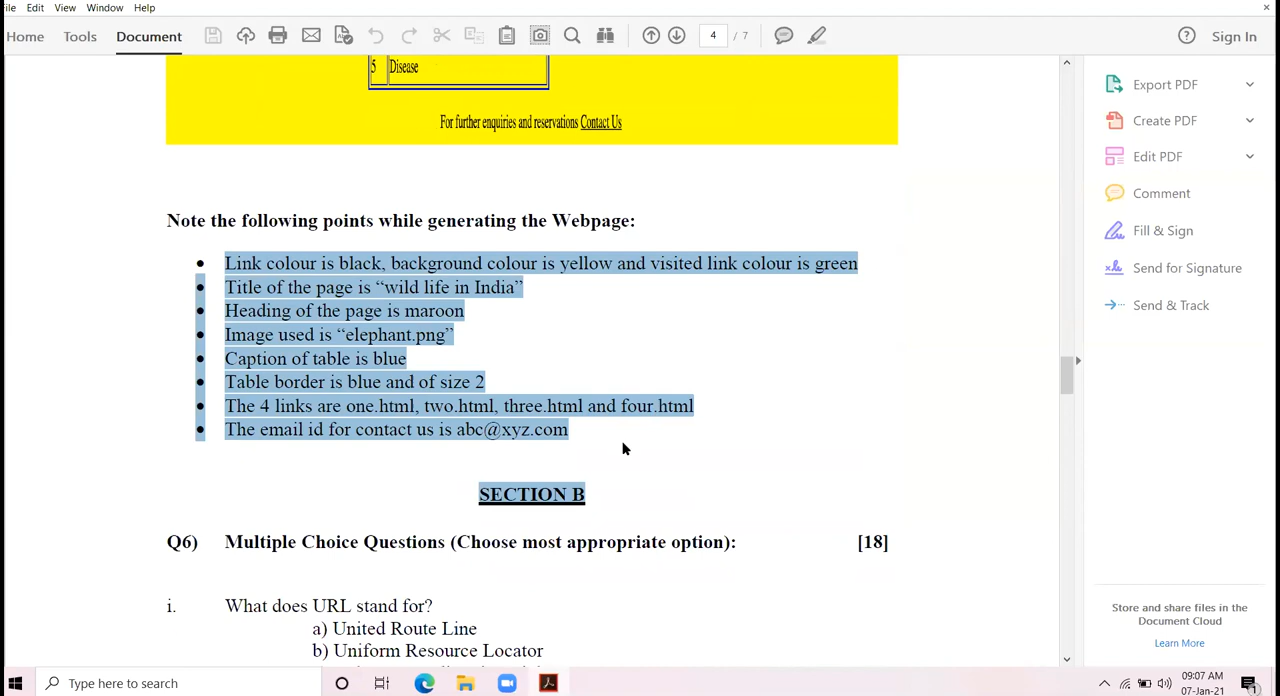 ile Edit View Window Help
Home Tools Document 4 / 7 Sign In
5 Disease
For further enquiries and reservations Contact Us
Note the following points while generating the Webpage:
• Link colour is black, background colour is yellow and visited link colour is green
• Title of the page is “wild life in India”
• Heading of the page is maroon
• Image used is “elephant.png”
• Caption of table is blue
• Table border is blue and of size 2
• The 4 links are one.html, two.html, three.html and four.html
• The email id for contact us is abc@xyz.com
SECTION B
Q6) Multiple Choice Questions (Choose most appropriate option): [18]
i. What does URL stand for?
a) United Route Line
b) Uniform Resource Locator
Export PDF
Create PDF
Edit PDF
Comment
Fill & Sign
Send for Signature
Send & Track
Store and share files in the
Document Cloud
Learn More
Type here to search
09:07 AM
07-Jan-21
1